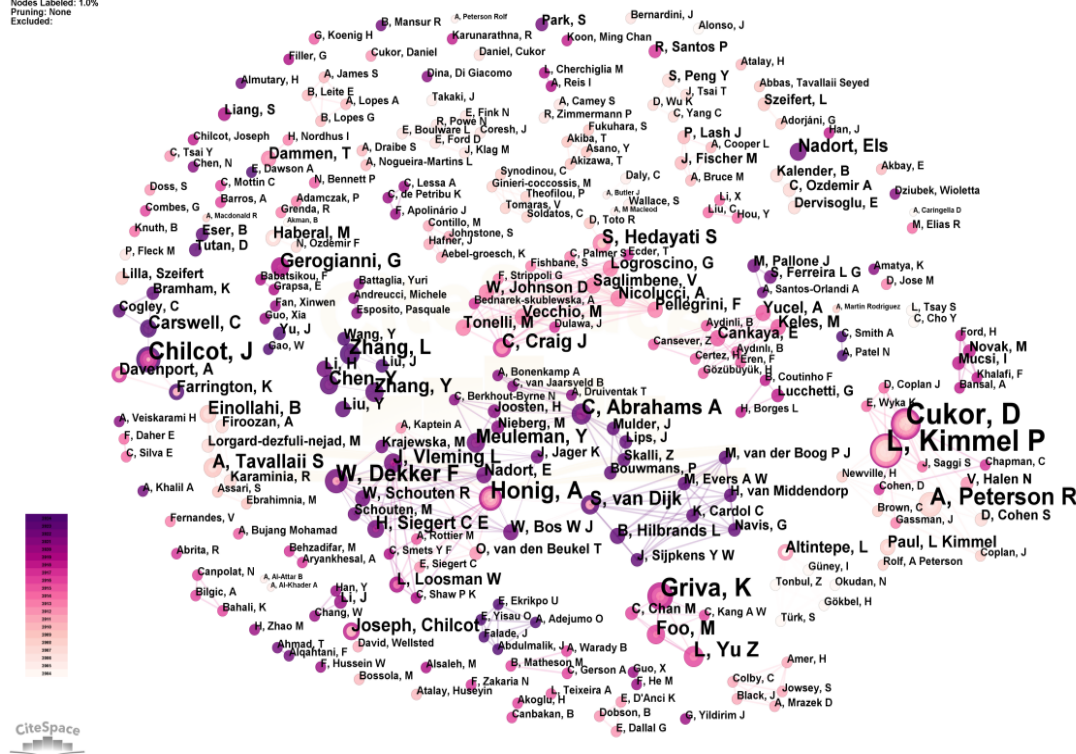 Nodes Labeled: 1.0%
Pruning: None
Excluded:
B, Mansur R
A, Peterson Rolf
Park, S
Bernardini, J
Alonso, J
G, Koenig H
Karunarathna, R
Koon, Ming Chan
R, Santos P
Filler, G
Cukor, Daniel
Daniel, Cukor
Atalay, H
Almutary, H
A, James S
Dina, Di Giacomo
L, Cherchiglia M
A, Reis I
S, Peng Y
Abbas, Tavallaii Seyed
B, Leite E
A, Lopes A
Takaki, J
A, Camey S
J, Tsai T
D, Wu K
Szeifert, L
Liang, S
B, Lopes G
E, Fink N
R, Powe N
R, Zimmermann P
C, Yang C
Adorjáni, G
Han, J
Chilcot, Joseph
H, Nordhus I
E, Boulware L
Coresh, J
E, Ford D
Fukuhara, S
Akiba, T
P, Lash J
A, Cooper L
Nadort, Els
C, Tsai Y
Dammen, T
A, Draibe S
J, Klag M
Asano, Y
Akizawa, T
J, Fischer M
Chen, N
E, Dawson A
A, Nogueira-Martins L
Synodinou, C
Daly, C
A, Bruce M
Kalender, B
Akbay, E
Doss, S
C, Mottin C
N, Bennett P
C, Lessa A
Ginieri-coccossis, M
C, Ozdemir A
Dziubek, Wioletta
Barros, A
Adamczak, P
C, de Petribu K
Theofilou, P
A, Butler J
Wallace, S
Li, X
Dervisoglu, E
Combes, G
Grenda, R
F, Apolinário J
Tomaras, V
Soldatos, C
A, M Macleod
Liu, C
Hou, Y
A, Caringella D
A, Macdonald R
Akman, B
Contillo, M
D, Toto R
M, Elias R
Knuth, B
Eser, B
Haberal, M
Johnstone, S
S, Hedayati S
Tutan, D
N, Ozdemir F
Hafner, J
P, Fleck M
Gerogianni, G
Aebel-groesch, K
C, Palmer S
Ecder, T
Fishbane, S
Logroscino, G
M, Pallone J
Amatya, K
Lilla, Szeifert
Babatsikou, F
Battaglia, Yuri
F, Strippoli G
Saglimbene, V
S, Ferreira L G
D, Jose M
Bramham, K
Grapsa, E
Andreucci, Michele
W, Johnson D
Nicolucci, A
A, Santos-Orlandi A
Cogley, C
Fan, Xinwen
Esposito, Pasquale
Bednarek-skublewska, A
Pellegrini, F
Yucel, A
A, Martin Rodriguez
L, Tsay S
C, Cho Y
Carswell, C
Guo, Xia
Vecchio, M
Keles, M
Yu, J
Wang, Y
Tonelli, M
Dulawa, J
Aydinli, B
Cankaya, E
C, Smith A
Ford, H
Chilcot, J
Gao, W
Zhang, L
C, Craig J
Cansever, Z
Aydınlı, B
A, Patel N
Novak, M
Li, H
Liu, J
Certez, H
Eren, F
Mucsi, I
Davenport, A
Chen, Y
A, Bonenkamp A
Gözübüyük, H
B, Coutinho F
Khalafi, F
Farrington, K
Zhang, Y
C, van Jaarsveld B
A, Druiventak T
Lucchetti, G
D, Coplan J
Bansal, A
Liu, Y
C, Berkhout-Byrne N
Joosten, H
C, Abrahams A
H, Borges L
E, Wyka K
Cukor, D
A, Veiskarami H
Einollahi, B
Firoozan, A
A, Kaptein A
Nieberg, M
Mulder, J
L, Kimmel P
F, Daher E
Lorgard-dezfuli-nejad, M
Krajewska, M
Meuleman, Y
Lips, J
C, Silva E
A, Tavallaii S
J, Vleming L
J, Jager K
Skalli, Z
M, van der Boog P J
J, Saggi S
Chapman, C
Karaminia, R
W, Dekker F
Nadort, E
Bouwmans, P
Newville, H
V, Halen N
A, Khalil A
Assari, S
W, Schouten R
Honig, A
S, van Dijk
M, Evers A W
H, van Middendorp
Cohen, D
A, Peterson R
Ebrahimnia, M
Schouten, M
K, Cardol C
Brown, C
D, Cohen S
Fernandes, V
H, Siegert C E
W, Bos W J
B, Hilbrands L
Navis, G
Gassman, J
A, Bujang Mohamad
A, Rottier M
Abrita, R
Behzadifar, M
C, Smets Y F
O, van den Beukel T
J, Sijpkens Y W
Altintepe, L
Paul, L Kimmel
Coplan, J
Aryankhesal, A
E, Siegert C
Güney, I
Rolf, A Peterson
Canpolat, N
A, Al-Attar B
A, Al-Khader A
L, Loosman W
Griva, K
Tonbul, Z
Okudan, N
Bilgic, A
Han, Y
Li, J
C, Shaw P K
E, Ekrikpo U
Gökbel, H
Bahali, K
Chang, W
E, Yisau O
A, Adejumo O
C, Chan M
C, Kang A W
Türk, S
H, Zhao M
Joseph, Chilcot
Falade, J
Foo, M
Ahmad, T
David, Wellsted
Abdulmalik, J
A, Warady B
L, Yu Z
Alqahtani, F
F, Hussein W
Alsaleh, M
B, Matheson M
C, Gerson A
Guo, X
Amer, H
Bossola, M
F, Zakaria N
F, He M
Colby, C
Atalay, Huseyin
L, Teixeira A
E, D'Anci K
Black, J
Jowsey, S
Akoglu, H
A, Mrazek D
Canbakan, B
Dobson, B
G, Yildirim J
E, Dallal G
CiteSpace